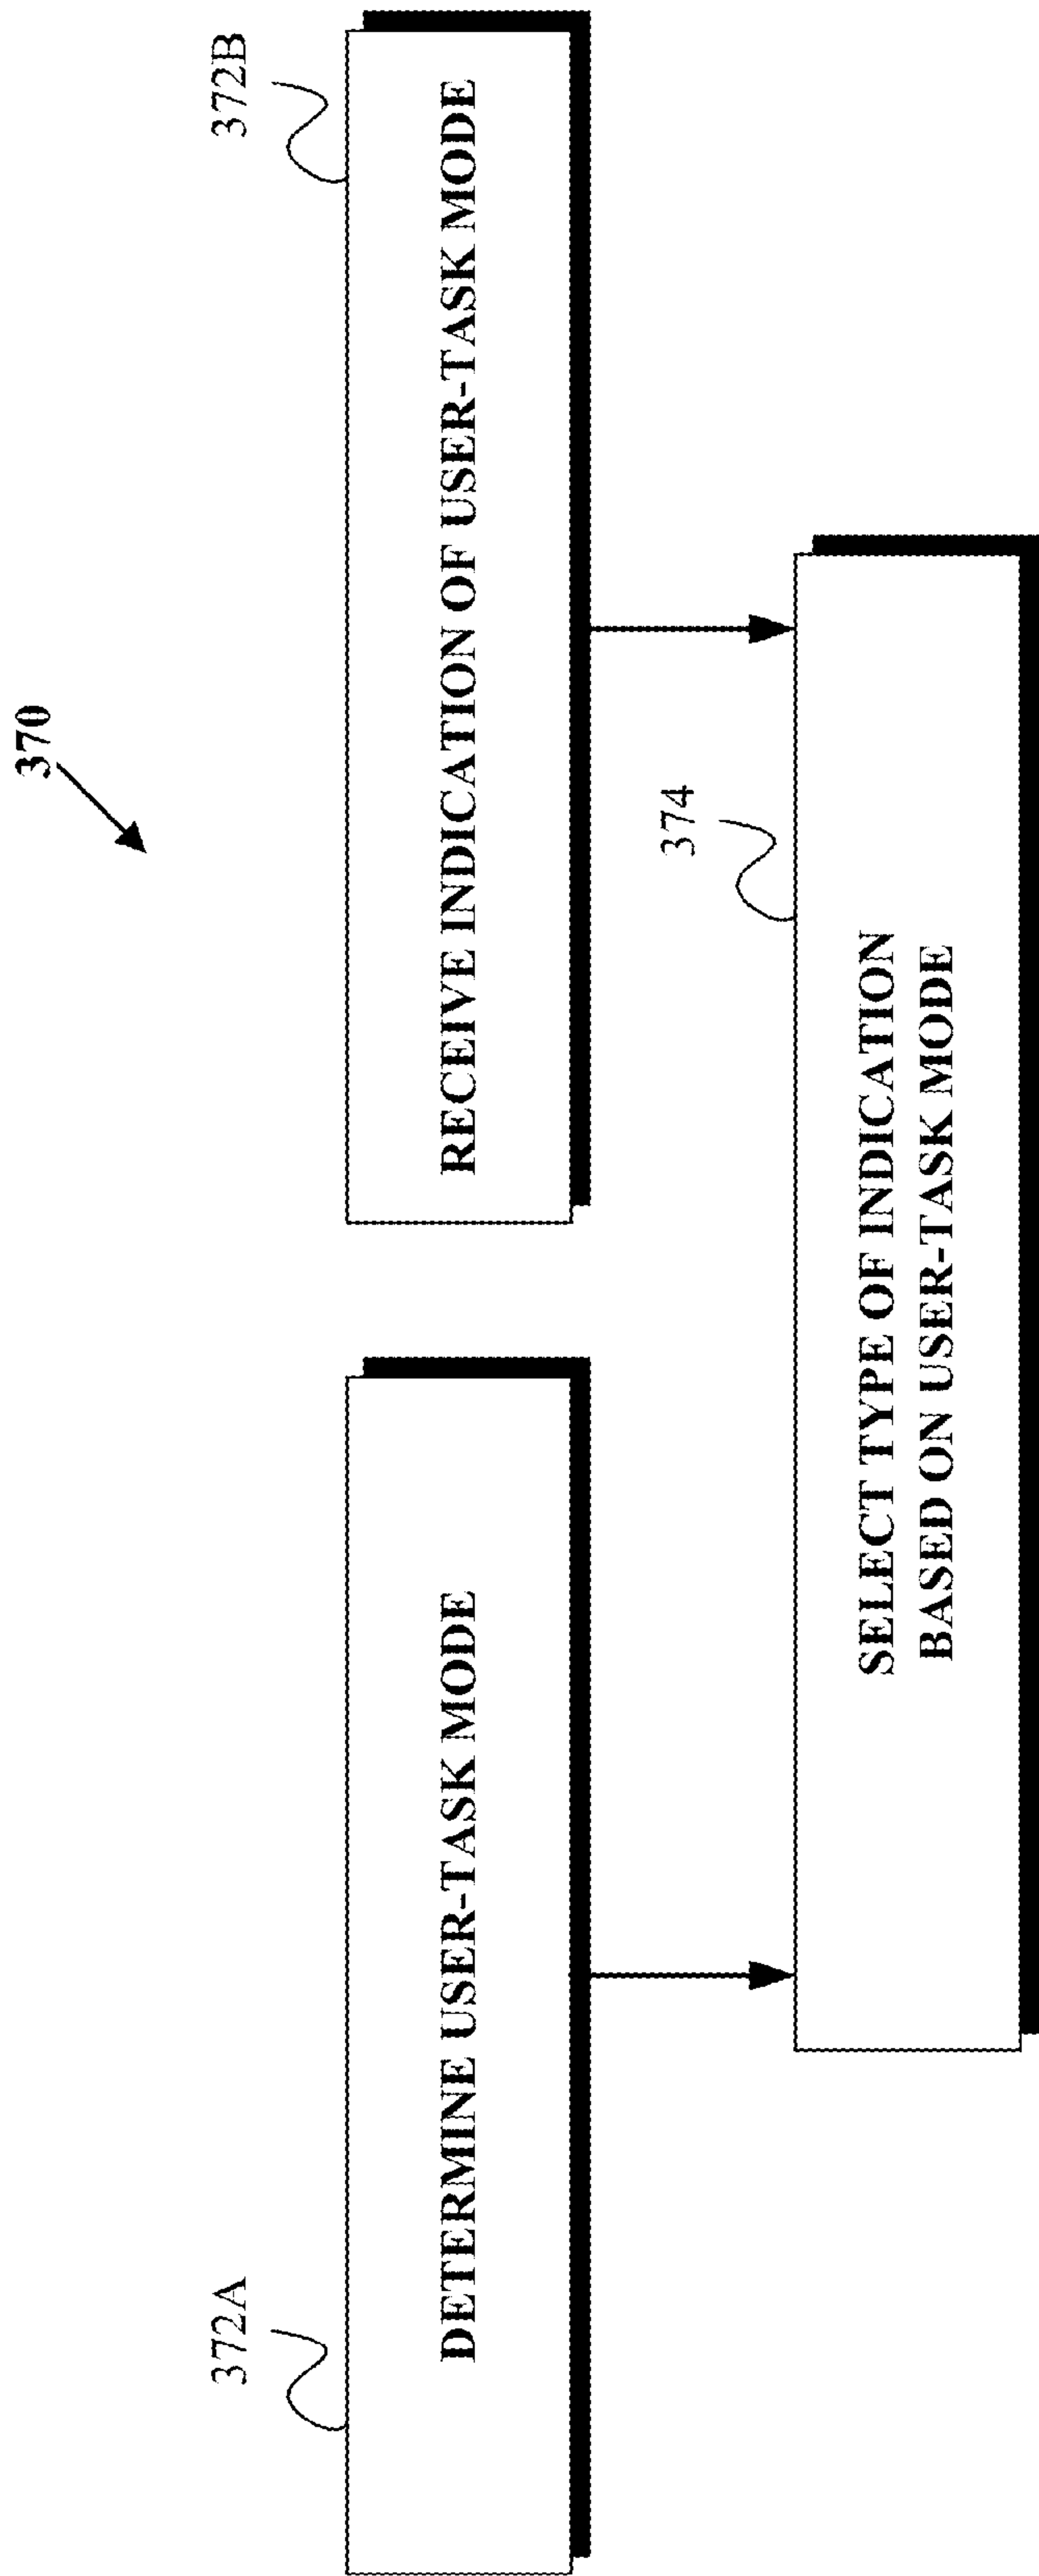 370
372A
372B
DETERMINE USER-TASK MODE
RECEIVE INDICATION OF USER-TASK MODE
374
SELECT TYPE OF INDICATION
BASED ON USER-TASK MODE